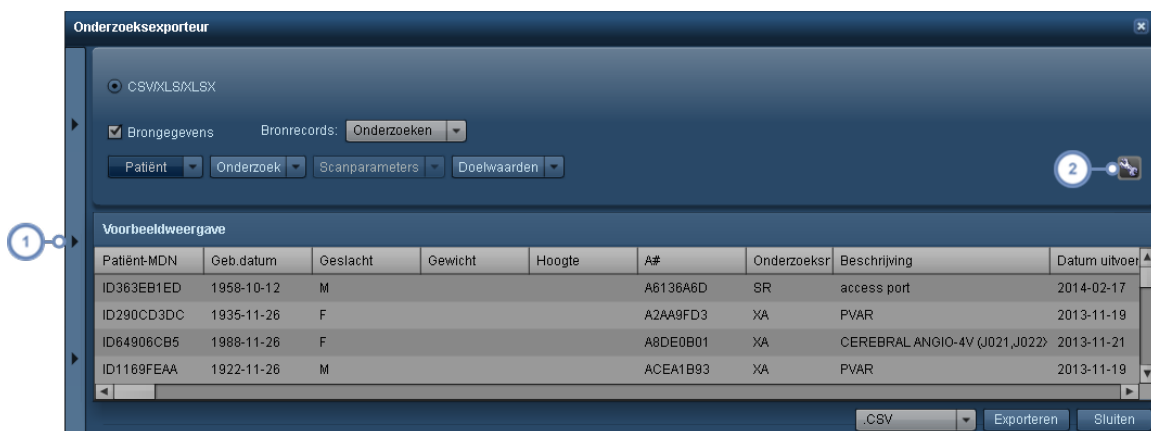 Onderzoeksexporteur
CSV/XLS/XLSX
Brongegevens Bronrecords: Onderzoeken
Patiënt Onderzoek Scanparameters Doelwaarden
2
1
Voorbeeldweergave
Patiënt-MDN Geb.datum Geslacht Gewicht Hoogte A# Onderzoeksr Beschrijving Datum uitvoer
ID363EB1ED 1958-10-12 M A6136A6D SR access port 2014-02-17
ID290CD3DC 1935-11-26 F A2AA9FD3 XA PVAR 2013-11-19
ID64906CB5 1988-11-26 F A8DE0B01 XA CEREBRAL ANGIO-4V (J021,J022) 2013-11-21
ID1169FEAA 1922-11-26 M ACEA1B93 XA PVAR 2013-11-19
.CSV Exporteren Sluiten